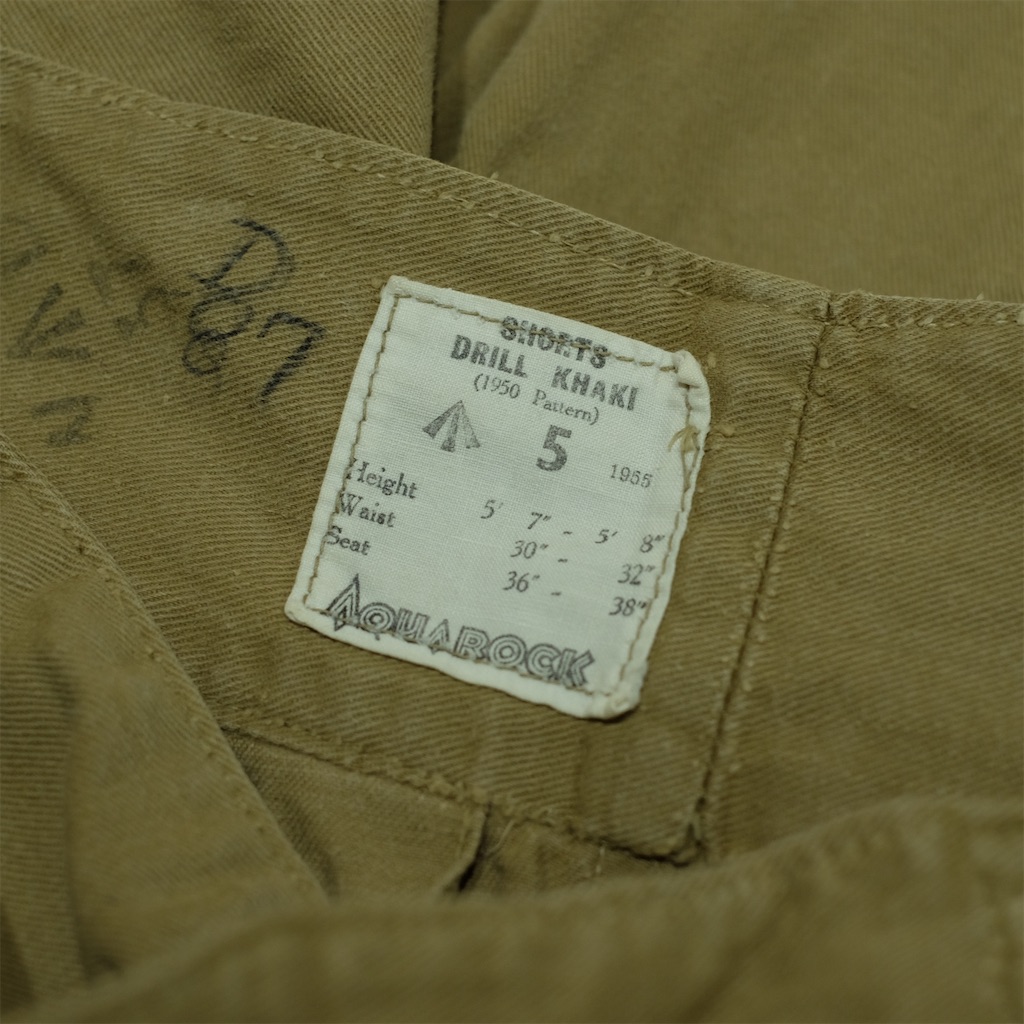 D
87
SHORTS
DRILL KHAKI
(1950 Pattern)
5 1955
Height 5' 7" - 5' 8"
Waist 30" - 32"
Seat 36" - 38"
AQUAROCK